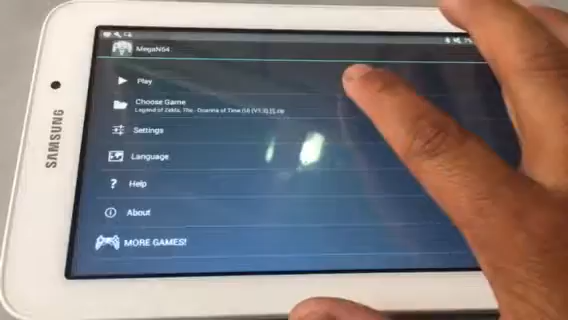 MegaN64
Play
Choose Game
Legend of Zelda, The - Ocarina of Time (U) (V1.2) [!].zip
Settings
Language
Help
About
MORE GAMES!
SAMSUNG